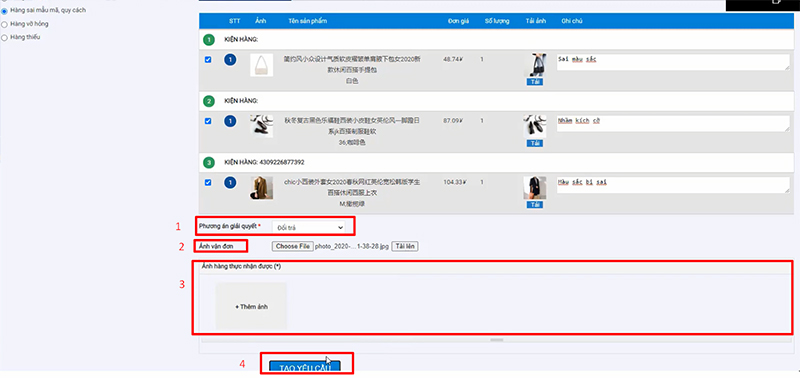 Hàng sai mẫu mã, quy cách
Hàng vỡ hỏng
Hàng thiếu
STT Ảnh Tên sản phẩm Đơn giá Số lượng Tải ảnh Ghi chú
1 KIỆN HÀNG:
1 简约风小众设计气质软皮褶皱单肩腋下包女2020新款休闲百搭手提包 48.74¥ 1 Sai màu sắc
白色
Tải
2 KIỆN HÀNG:
1 秋冬复古黑色乐福鞋西装小皮鞋女英伦风一脚蹬日系jk百搭制服鞋软 87.09¥ 1 Nhầm kích cỡ
36;咖啡色
Tải
3 KIỆN HÀNG: 4309226877392
1 chic小西装外套女2020春秋网红英伦宽松韩版学生百搭休闲西服上衣 104.33¥ 1 Màu sắc bị sai
M;橄榄绿
Tải
1 Phương án giải quyết * Đổi trả
2 Ảnh vận đơn Choose File photo_2020-... 1-38-28.jpg Tải lên
Ảnh hàng thực nhận được (*)
3
+ Thêm ảnh
4 TẠO YÊU CẦU